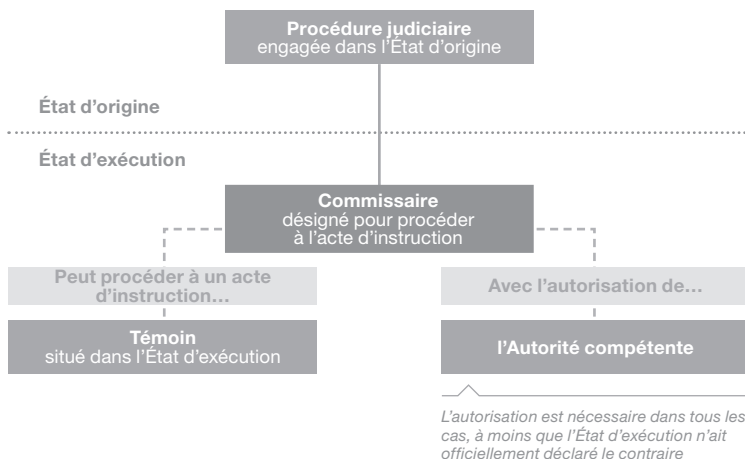 Procédure judiciaire
engagée dans l'État d'origine
État d'origine
État d'exécution
Commissaire
désigné pour procéder
à l'acte d'instruction
Peut procéder à un acte
d'instruction…
Avec l'autorisation de…
Témoin
situé dans l'État d'exécution
l'Autorité compétente
L'autorisation est nécessaire dans tous les
cas, à moins que l'État d'exécution n'ait
officiellement déclaré le contraire